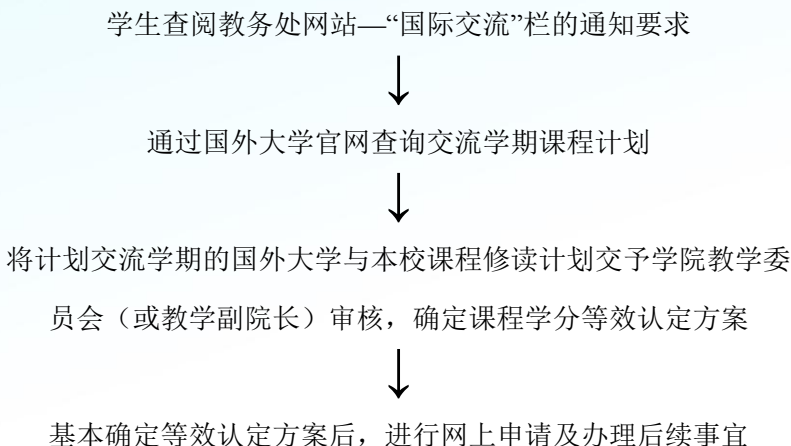 学生查阅教务处网站—“国际交流”栏的通知要求
通过国外大学官网查询交流学期课程计划
将计划交流学期的国外大学与本校课程修读计划交予学院教学委
员会（或教学副院长）审核，确定课程学分等效认定方案
基本确定等效认定方案后，进行网上申请及办理后续事宜